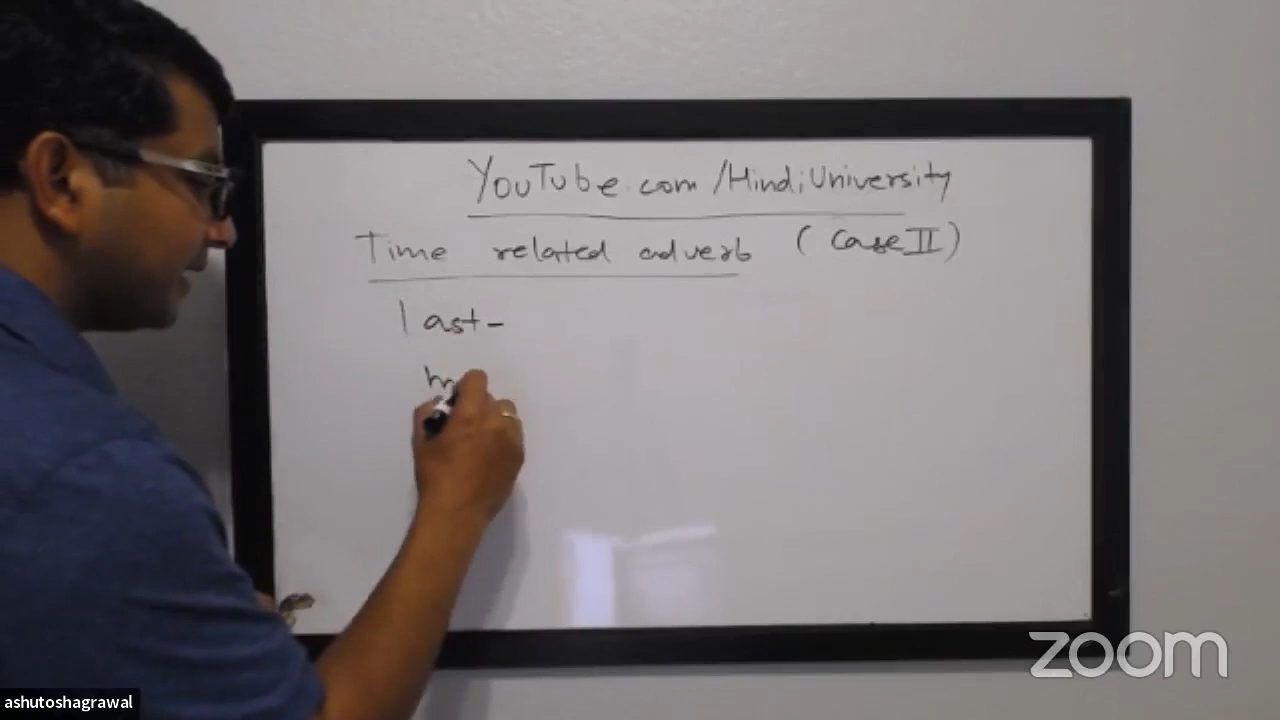 YouTube.com/HindiUniversity
Time related adverb (Case II)
last-
zoom
ashutoshagrawal